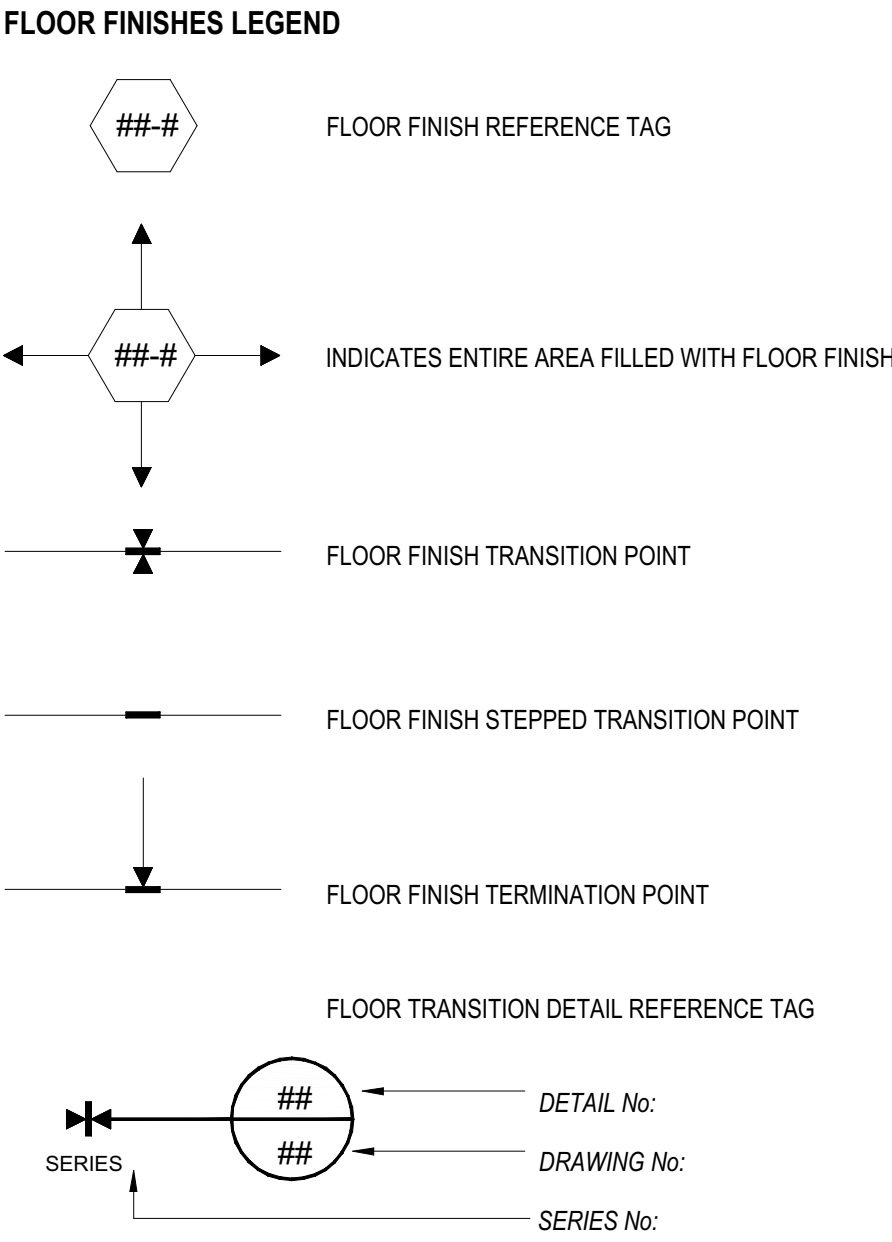 FLOOR FINISHES LEGEND
##-#
FLOOR FINISH REFERENCE TAG
##-#
INDICATES ENTIRE AREA FILLED WITH FLOOR FINISH
FLOOR FINISH TRANSITION POINT
FLOOR FINISH STEPPED TRANSITION POINT
FLOOR FINISH TERMINATION POINT
FLOOR TRANSITION DETAIL REFERENCE TAG
##
DETAIL No:
##
DRAWING No:
SERIES
SERIES No: